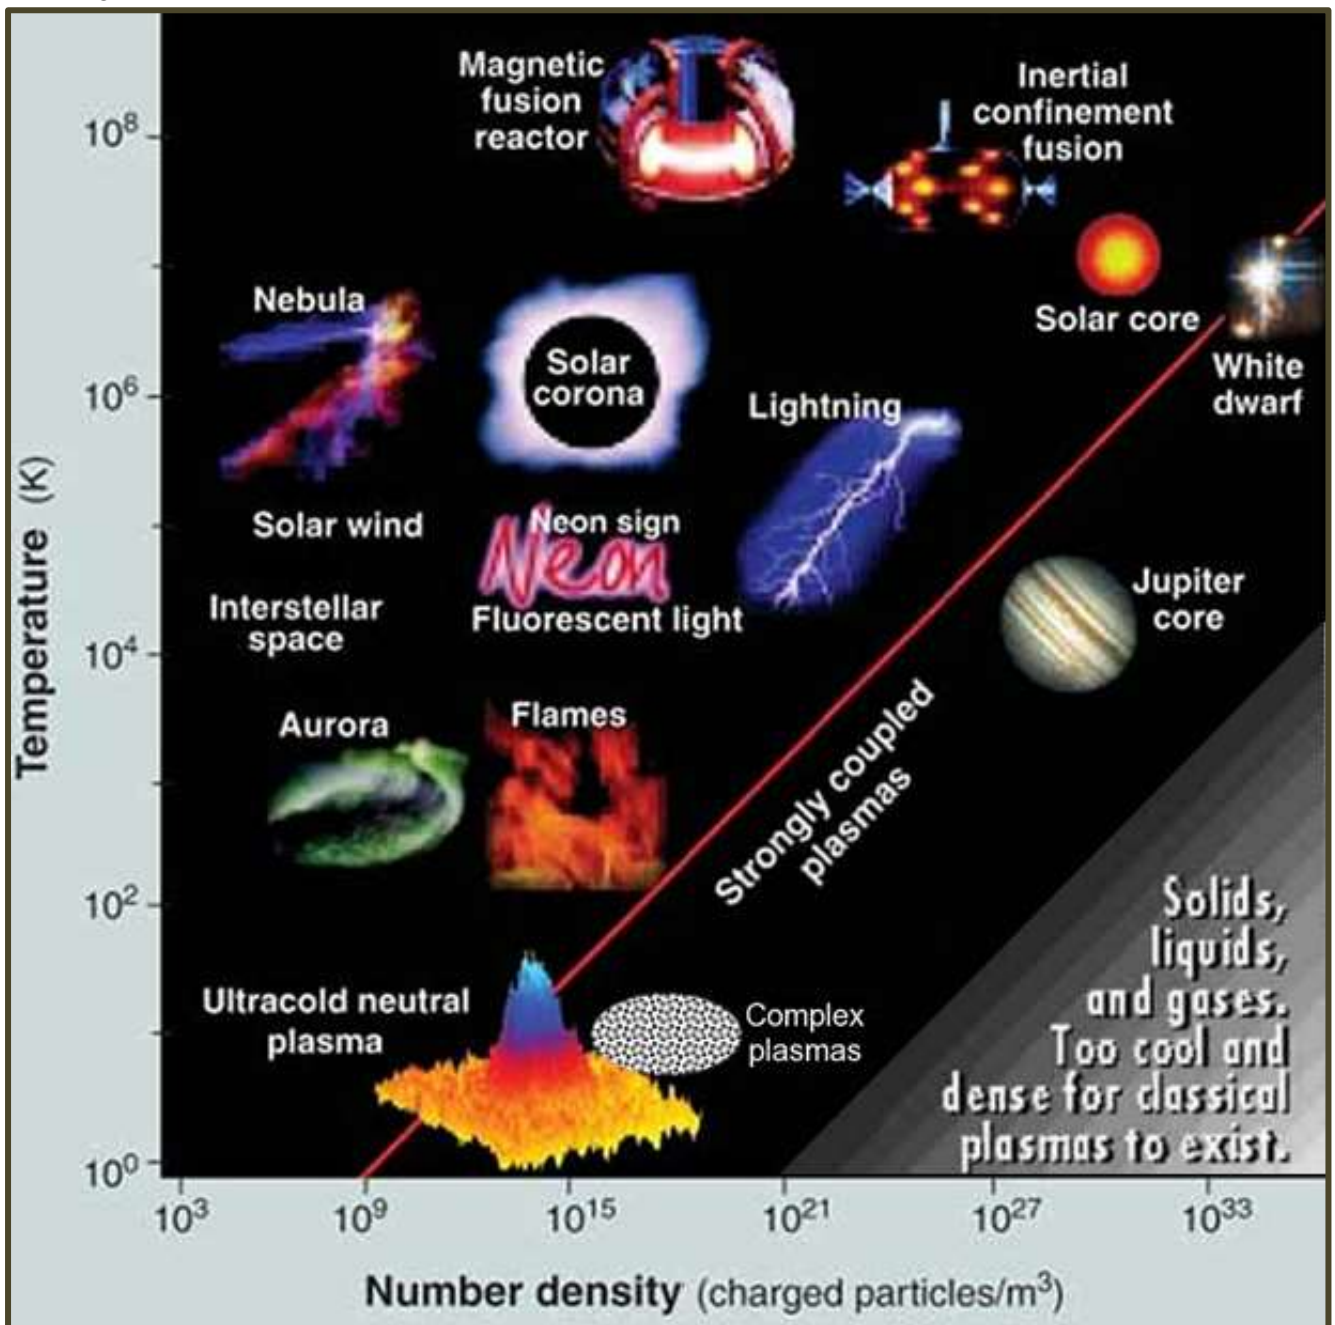 Magnetic
fusion
reactor
Inertial
confinement
fusion
10⁸
Solar core
White
dwarf
Nebula
Solar
corona
10⁶
Lightning
Solar wind
Neon sign
Neon
Fluorescent light
Interstellar
space
Jupiter
core
10⁴
Temperature (K)
Aurora
Flames
Strongly coupled
plasmas
10²
Solids,
liquids,
and gases.
Too cool and
dense for classical
plasmas to exist.
Ultracold neutral
plasma
Complex
plasmas
10⁰
10³
10⁹
10¹⁵
10²¹
10²⁷
10³³
Number density (charged particles/m³)